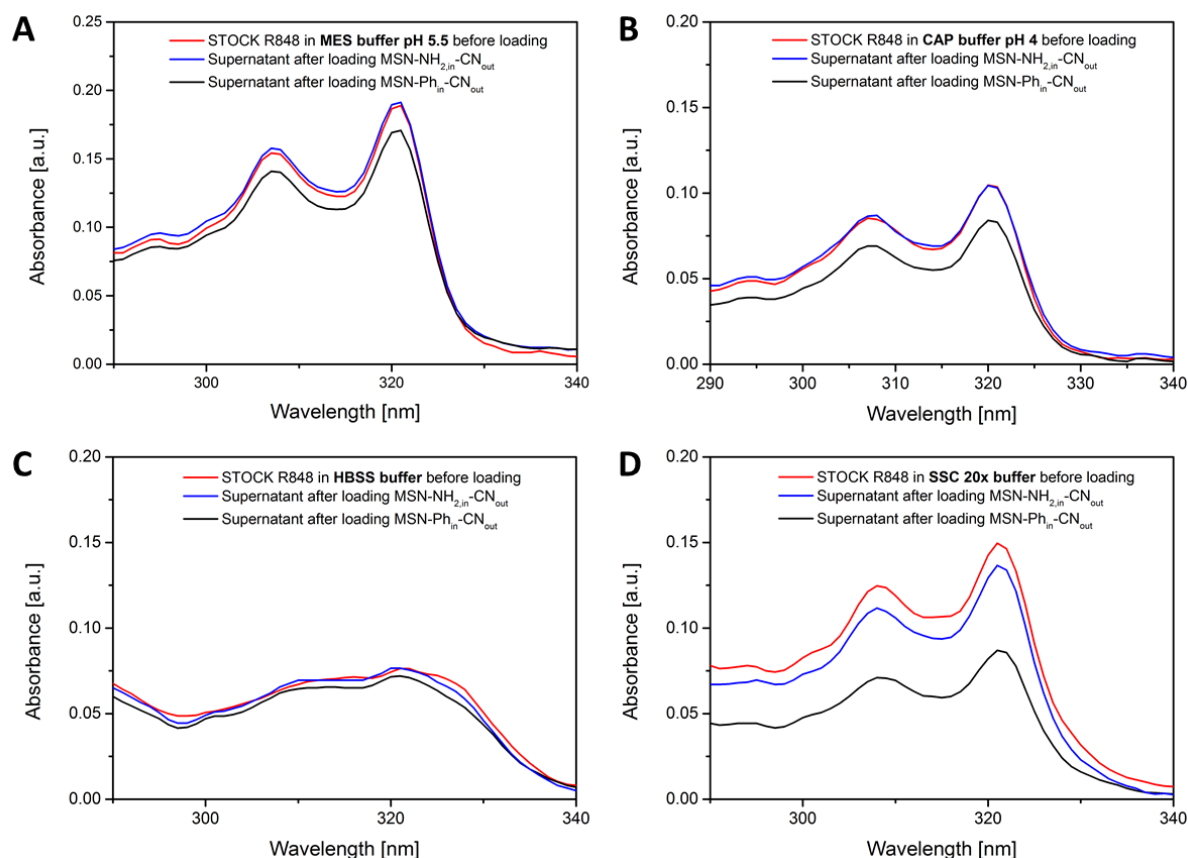 A
STOCK R848 in MES buffer pH 5.5 before loading
Supernatant after loading MSN-NH2,in-CNout
Supernatant after loading MSN-Phin-CNout
0.25
0.20
0.15
0.10
0.05
0.00
Absorbance [a.u.]
300
320
340
Wavelength [nm]
B
STOCK R848 in CAP buffer pH 4 before loading
Supernatant after loading MSN-NH2,in-CNout
Supernatant after loading MSN-Phin-CNout
0.20
0.15
0.10
0.05
0.00
Absorbance [a.u.]
290
300
310
320
330
340
Wavelength [nm]
C
STOCK R848 in HBSS buffer before loading
Supernatant after loading MSN-NH2,in-CNout
Supernatant after loading MSN-Phin-CNout
0.20
0.15
0.10
0.05
0.00
Absorbance [a.u.]
300
320
340
Wavelength [nm]
D
STOCK R848 in SSC 20x buffer before loading
Supernatant after loading MSN-NH2,in-CNout
Supernatant after loading MSN-Phin-CNout
0.20
0.15
0.10
0.05
0.00
Absorbance [a.u.]
300
320
340
Wavelength [nm]